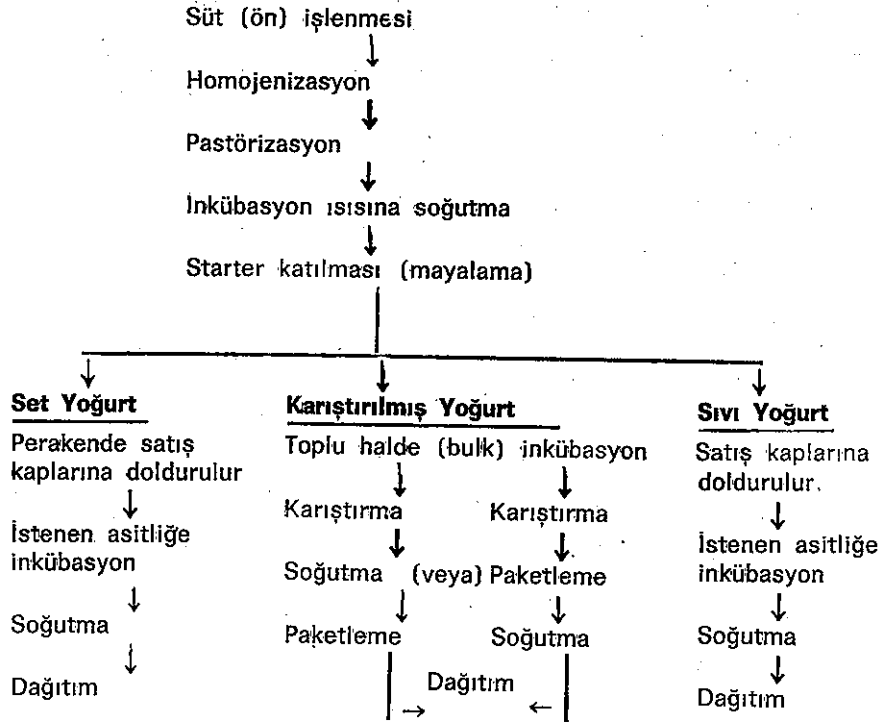 Süt (ön) işlenmesi
Homojenizasyon
Pastörizasyon
İnkübasyon ısısına soğutma
Starter katılması (mayalama)
Set Yoğurt
Perakende satış
kaplarına doldurulur
İstenen asitliğe
inkübasyon
Soğutma
Dağıtım
Karıştırılmış Yoğurt
Toplu halde (bulk) inkübasyon
Karıştırma Karıştırma
Soğutma (veya) Paketleme
Paketleme Soğutma
Dağıtım
Sıvı Yoğurt
Satış kaplarına
doldurulur.
İstenen asitliğe
inkübasyon
Soğutma
Dağıtım